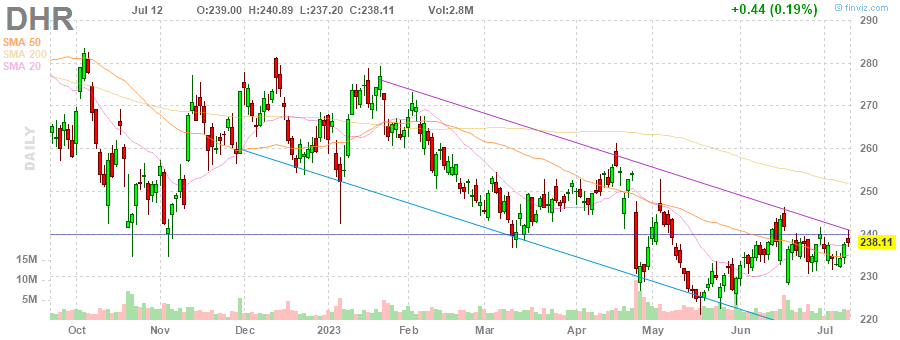 DHR Jul 12 O:239.00 H:240.89 L:237.20 C:238.11 Vol:2.8M +0.44 (0.19%) © finviz.com
SMA 50
SMA 200
SMA 20
DAILY
290
280
270
260
250
240
238.11
230
220
15M
10M
5M
Oct Nov Dec 2023 Feb Mar Apr May Jun Jul